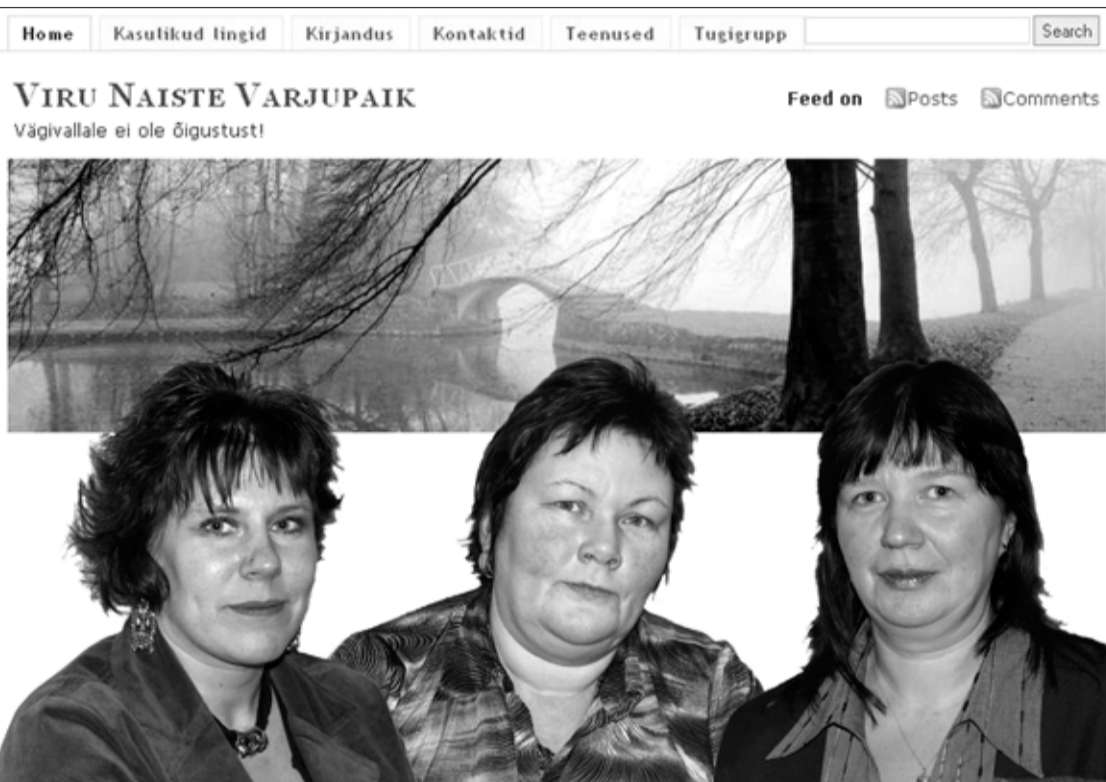 Home Kasulikud lingid Kirjandus Kontaktid Teenused Tugigrupp Search
VIRU NAISTE VARJUPAIK
Feed on Posts Comments
Vägivallale ei ole õigustust!